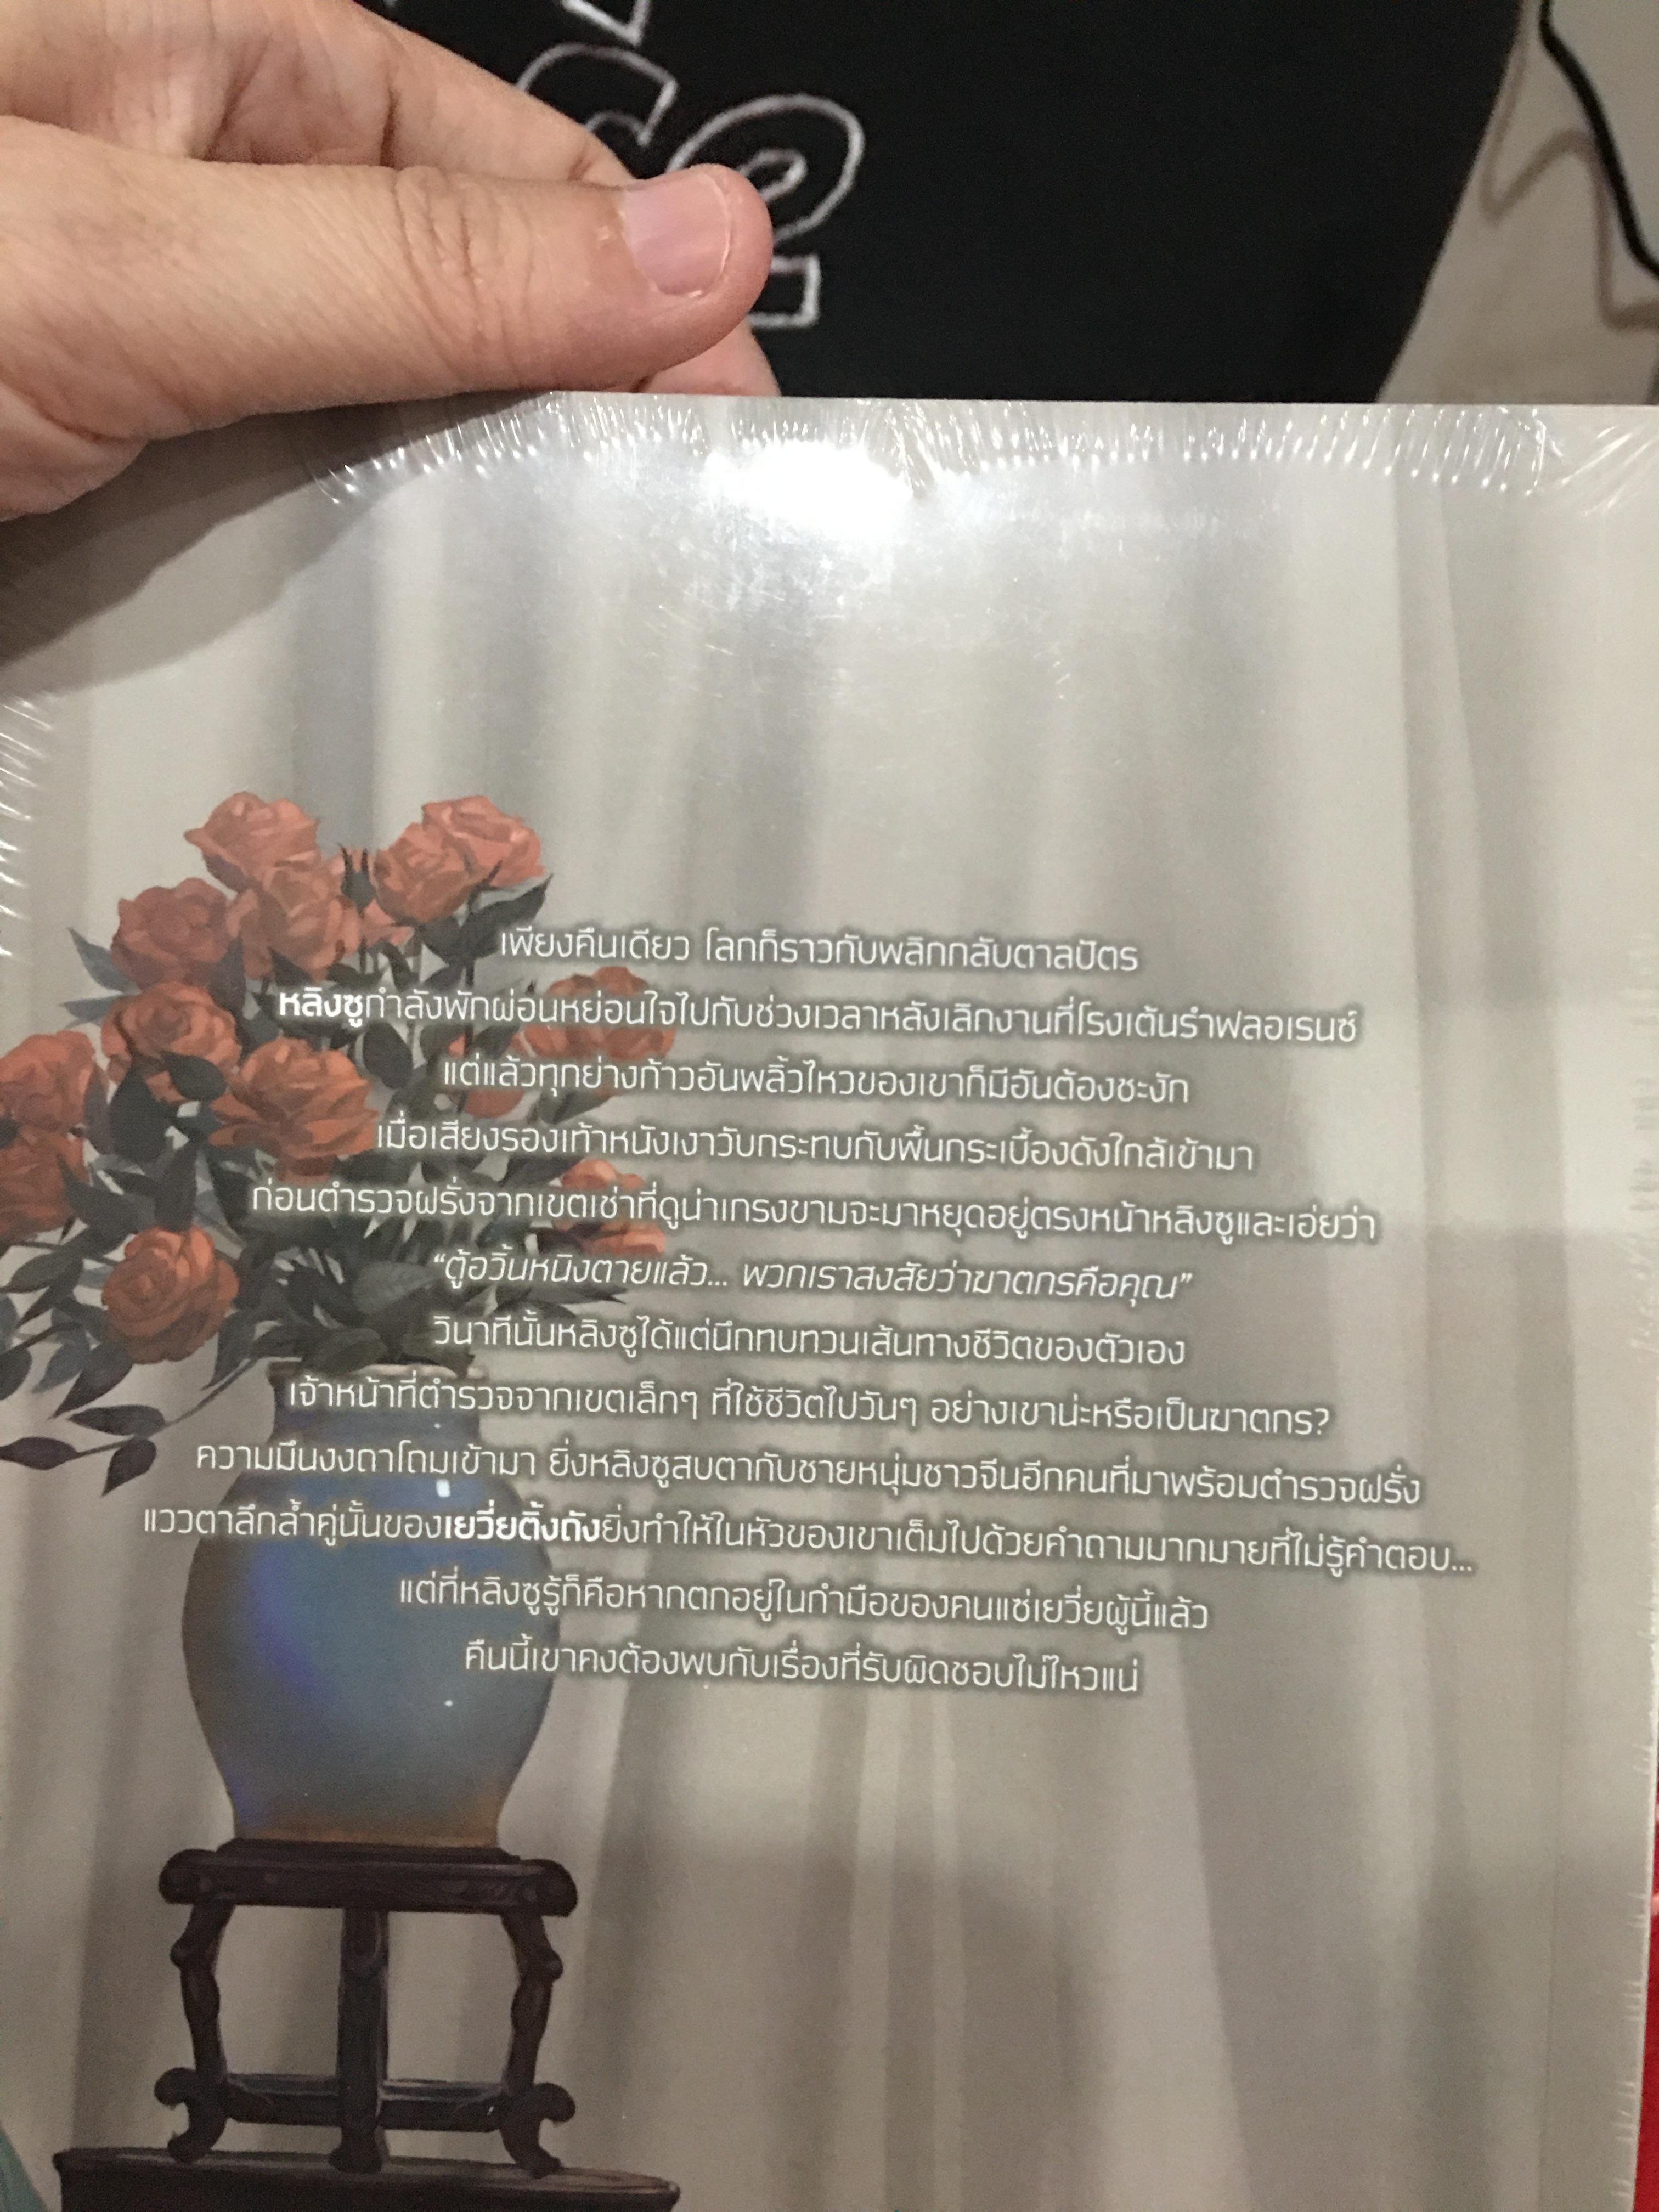 เพียงคืนเดียว โลกก็ราวกับพลิกกลับตาลปัตร
หลิงซูกำลังพักผ่อนหย่อนใจไปกับช่วงเวลาหลังเลิกงานที่โรงเต้นรำฟลอเรนซ์
แต่แล้วทุกย่างก้าวอันพลิ้วไหวของเขาก็มีอันต้องชะงัก
เมื่อเสียงรองเท้าหนังเงาวับกระทบกับพื้นกระเบื้องดังใกล้เข้ามา
ก่อนตำรวจฝรั่งจากเขตเช่าที่ดูน่าเกรงขามจะมาหยุดอยู่ตรงหน้าหลิงซูและเอ่ยว่า
“ตู้อวิ้นหนิงตายแล้ว... พวกเราสงสัยว่าฆาตกรคือคุณ”
วินาทีนั้นหลิงซูได้แต่นึกทบทวนเส้นทางชีวิตของตัวเอง
เจ้าหน้าที่ตำรวจจากเขตเล็กๆ ที่ใช้ชีวิตไปวันๆ อย่างเขาน่ะหรือเป็นฆาตกร?
ความมึนงงถาโถมเข้ามา ยิ่งหลิงซูสบตากับชายหนุ่มชาวจีนอีกคนที่มาพร้อมตำรวจฝรั่ง
แววตาลึกล้ำคู่นั้นของเยวี่ยติ้งถังยิ่งทำให้ในหัวของเขาเต็มไปด้วยคำถามมากมายที่ไม่รู้คำตอบ...
แต่ที่หลิงซูรู้ก็คือหากตกอยู่ในกำมือของคนแซ่เยวี่ยผู้นี้แล้ว
คืนนี้เขาคงต้องพบกับเรื่องที่รับผิดชอบไม่ไหวแน่